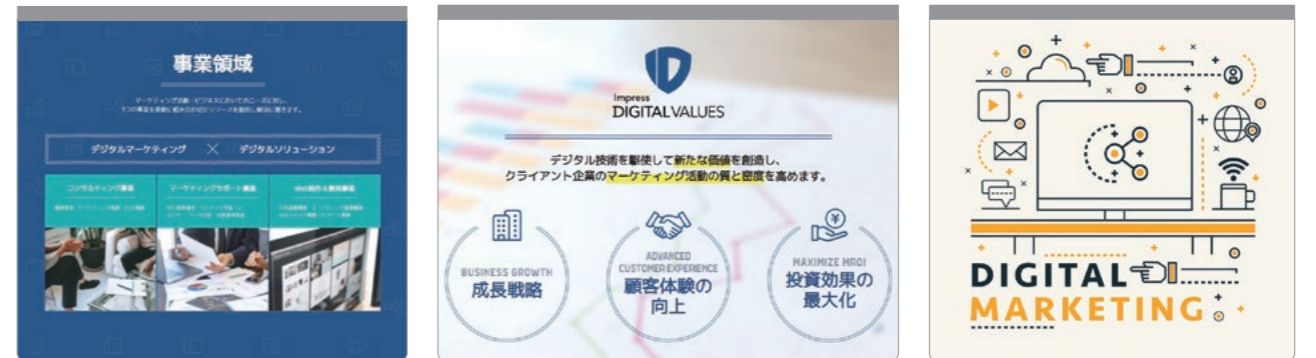 事業領域
デジタルマーケティング × デジタルソリューション
コンサルティング事業
マーケティングサポート事業
Impress
DIGITAL VALUES
デジタル技術を駆使して新たな価値を創造し、
クライアント企業のマーケティング活動の質と密度を高めます。
BUSINESS GROWTH
成長戦略
ADVANCED
CUSTOMER EXPERIENCE
顧客体験の
向上
MAXIMIZE MROI
投資効果の
最大化
DIGITAL
MARKETING